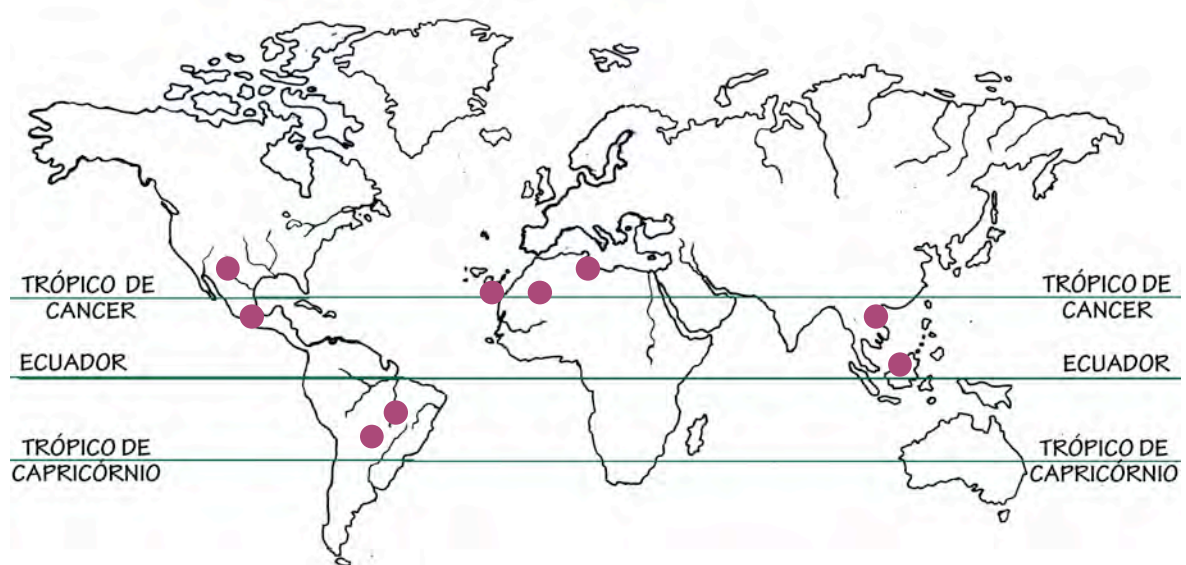 TRÓPICO DE
CANCER
TRÓPICO DE
CANCER
ECUADOR
ECUADOR
TRÓPICO DE
CAPRICÓRNIO
TRÓPICO DE
CAPRICÓRNIO